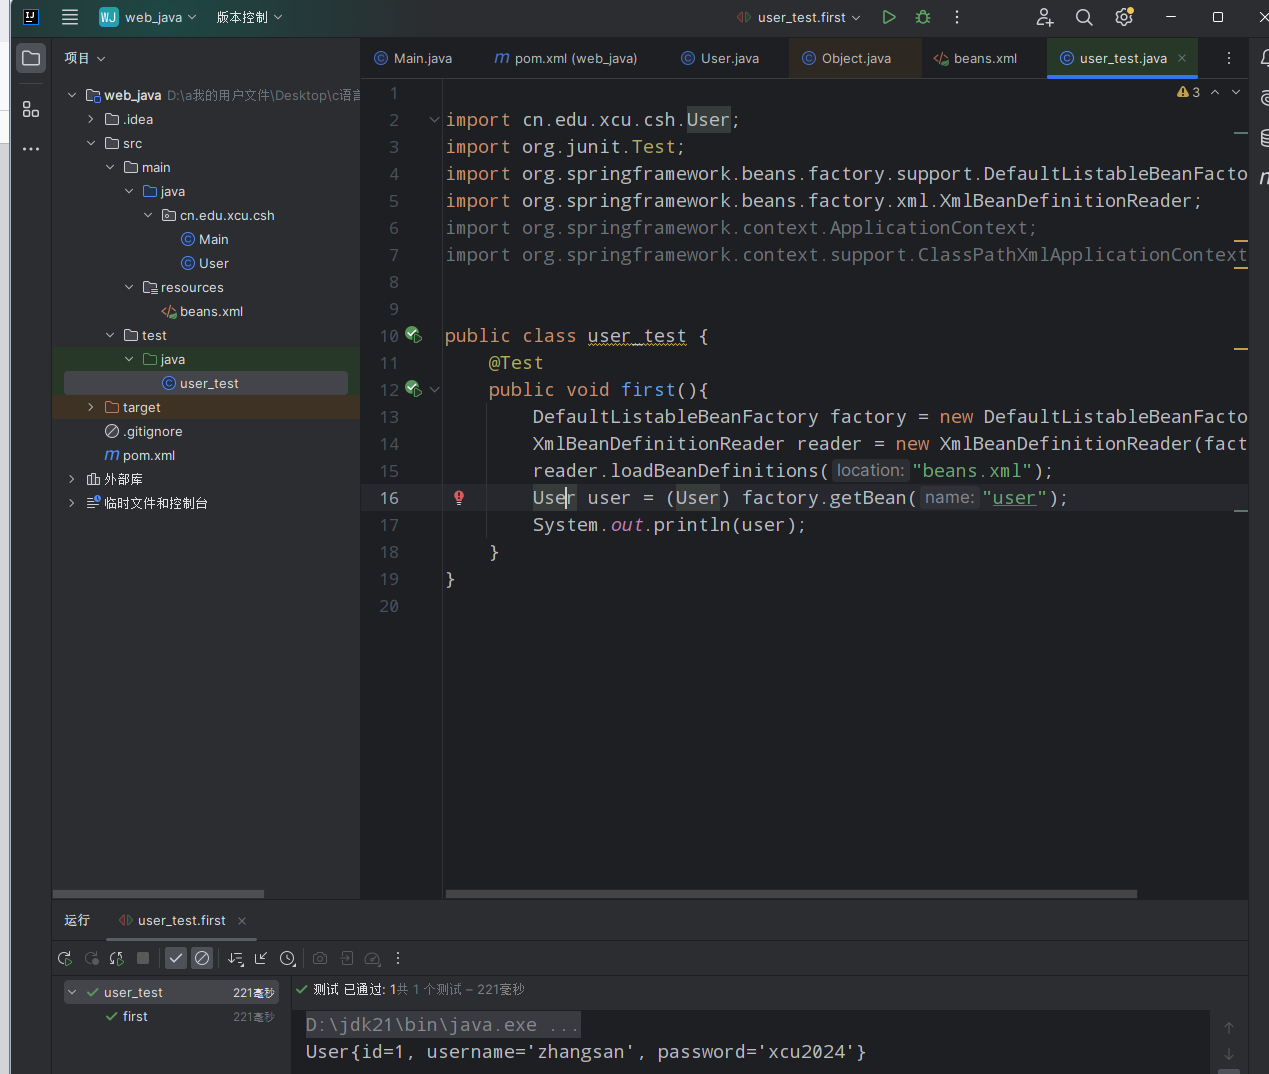 WJ web_java 版本控制 user_test.first
项目
Main.java pom.xml (web_java) User.java Object.java beans.xml user_test.java
web_java D:\a我的用户文件\Desktop\c语言
.idea
src
main
java
cn.edu.xcu.csh
Main
User
resources
beans.xml
test
java
user_test
target
.gitignore
pom.xml
外部库
临时文件和控制台
3
1
2 import cn.edu.xcu.csh.User;
3 import org.junit.Test;
4 import org.springframework.beans.factory.support.DefaultListableBeanFacto
5 import org.springframework.beans.factory.xml.XmlBeanDefinitionReader;
6 import org.springframework.context.ApplicationContext;
7 import org.springframework.context.support.ClassPathXmlApplicationContext
8
9
10 public class user_test {
11 @Test
12 public void first(){
13 DefaultListableBeanFactory factory = new DefaultListableBeanFacto
14 XmlBeanDefinitionReader reader = new XmlBeanDefinitionReader(fact
15 reader.loadBeanDefinitions( location: "beans.xml");
16 User user = (User) factory.getBean( name: "user");
17 System.out.println(user);
18 }
19 }
20
运行 user_test.first
user_test 221毫秒
first 221毫秒
测试 已通过: 1共 1 个测试 – 221毫秒
D:\jdk21\bin\java.exe ...
User{id=1, username='zhangsan', password='xcu2024'}